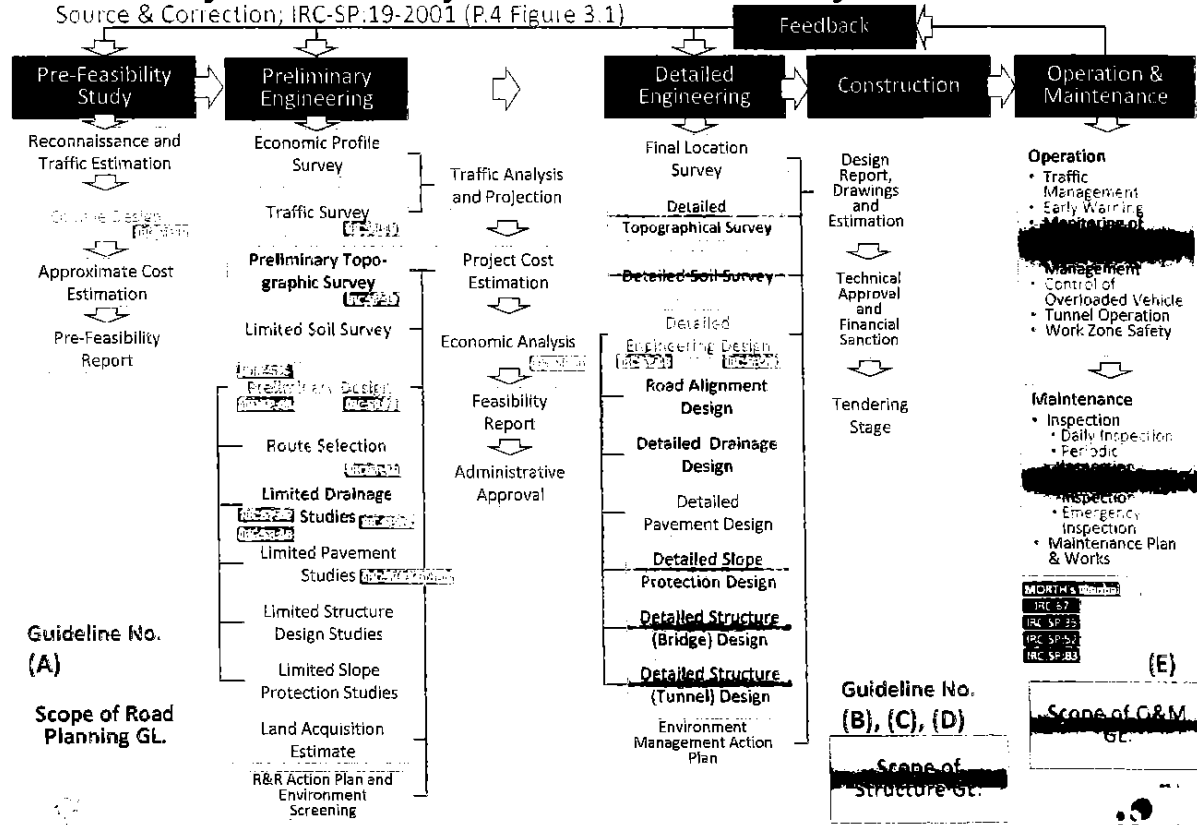 Source & Correction; IRC-SP:19-2001 (P.4 Figure 3.1)
Feedback
Pre-Feasibility
Study
Preliminary
Engineering
Detailed
Engineering
Construction
Operation &
Maintenance
Reconnaissance and
Traffic Estimation
Design
Approximate Cost
Estimation
Pre-Feasibility
Report
Economic Profile
Survey
Traffic Survey
Preliminary Topo-
graphic Survey
Limited Soil Survey
Preliminary Design
Route Selection
Limited Drainage
Studies
Limited Pavement
Studies
Limited Structure
Design Studies
Limited Slope
Protection Studies
Land Acquisition
Estimate
R&R Action Plan and
Environment
Screening
Traffic Analysis
and Projection
Project Cost
Estimation
Economic Analysis
Feasibility
Report
Administrative
Approval
Final Location
Survey
Detailed
Topographical Survey
Detailed Soil Survey
Detailed
Engineering Design
Road Alignment
Design
Detailed Drainage
Design
Detailed
Pavement Design
Detailed Slope
Protection Design
Detailed Structure
(Bridge) Design
Detailed Structure
(Tunnel) Design
Environment
Management Action
Plan
Design
Report,
Drawings
and
Estimation
Technical
Approval
and
Financial
Sanction
Tendering
Stage
Operation
• Traffic
Management
• Early Warning
• Monitoring of
Management
• Control of
Overloaded Vehicle
• Tunnel Operation
• Work Zone Safety
Maintenance
• Inspection
• Daily Inspection
• Periodic
Inspection
Inspection
• Emergency
Inspection
• Maintenance Plan
& Works
MORTH's
IRC:SP:83
Guideline No.
(A)
Scope of Road
Planning GL.
Guideline No.
(B), (C), (D)
Scope of
Structure GL.
(E)
Scope of O&M
GL.